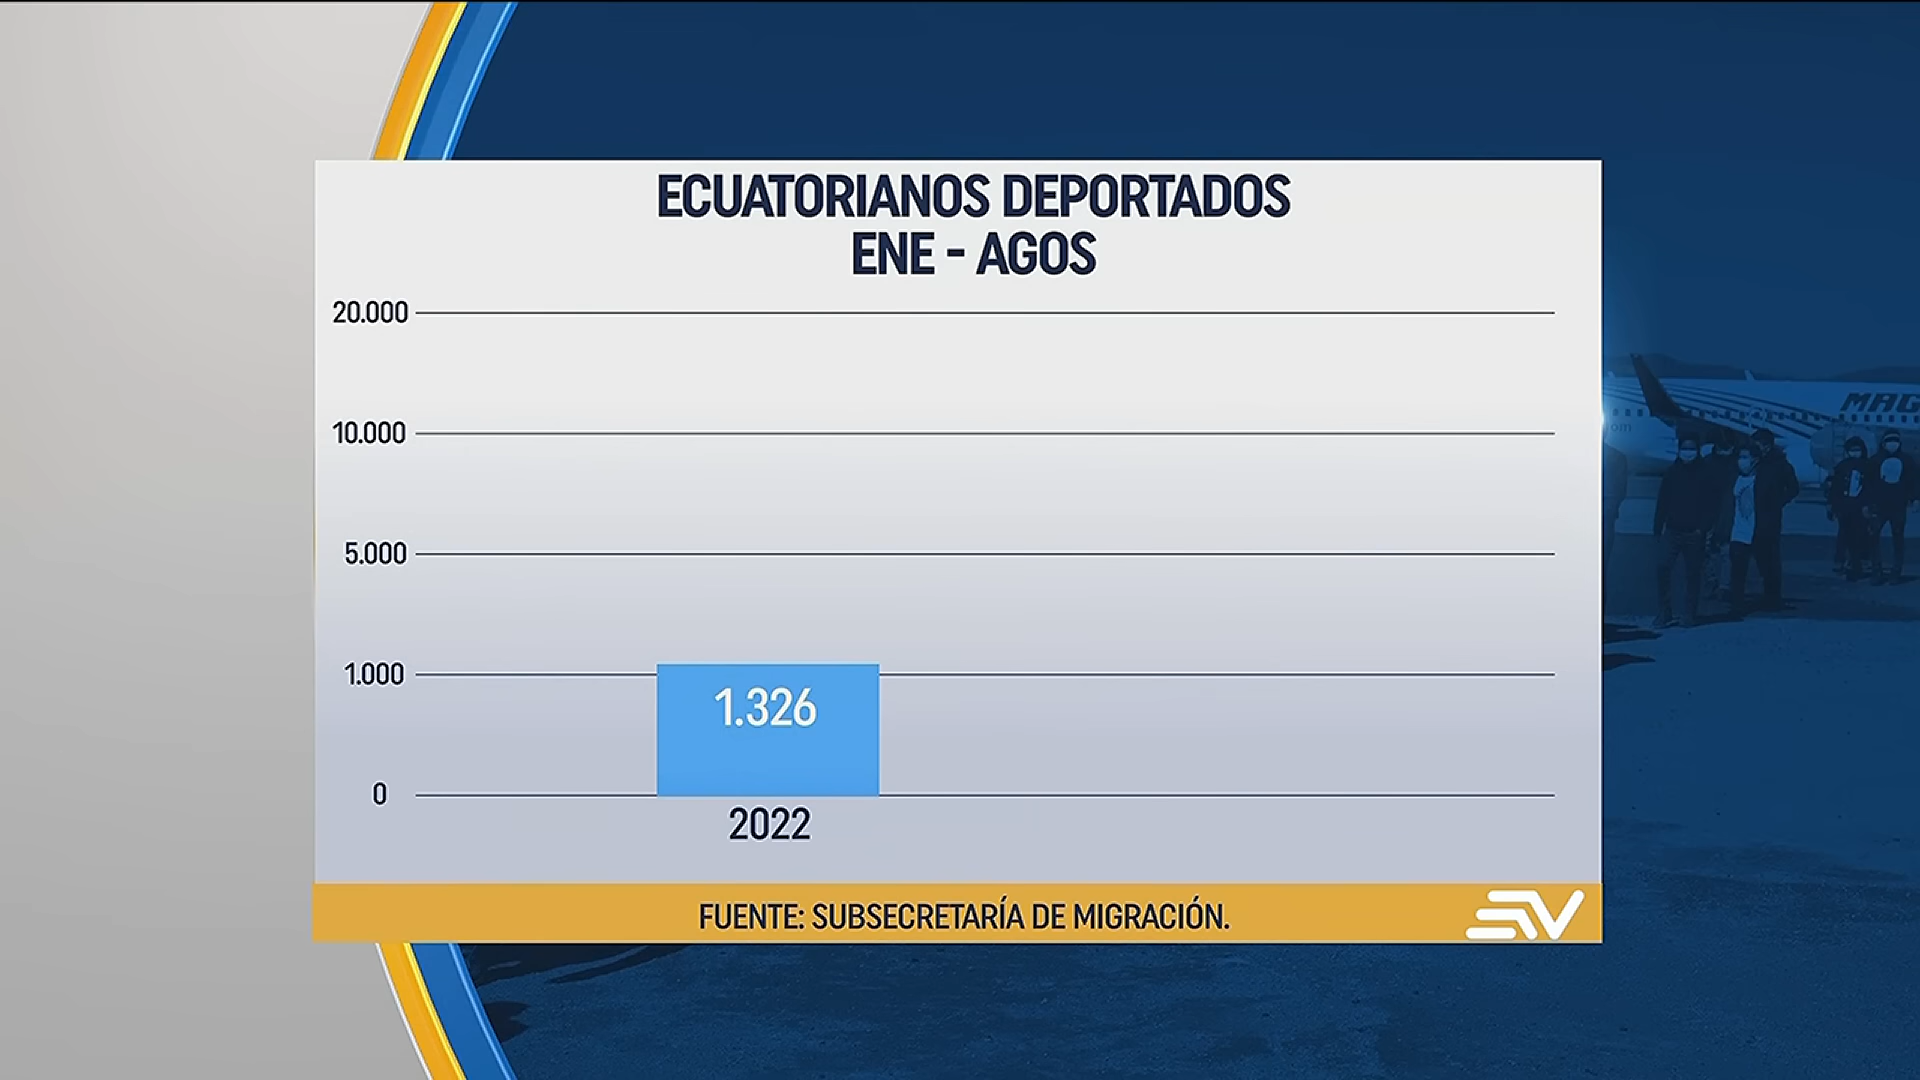 ECUATORIANOS DEPORTADOS
ENE - AGOS
20.000
10.000
5.000
1.000
0
1.326
2022
FUENTE: SUBSECRETARÍA DE MIGRACIÓN.